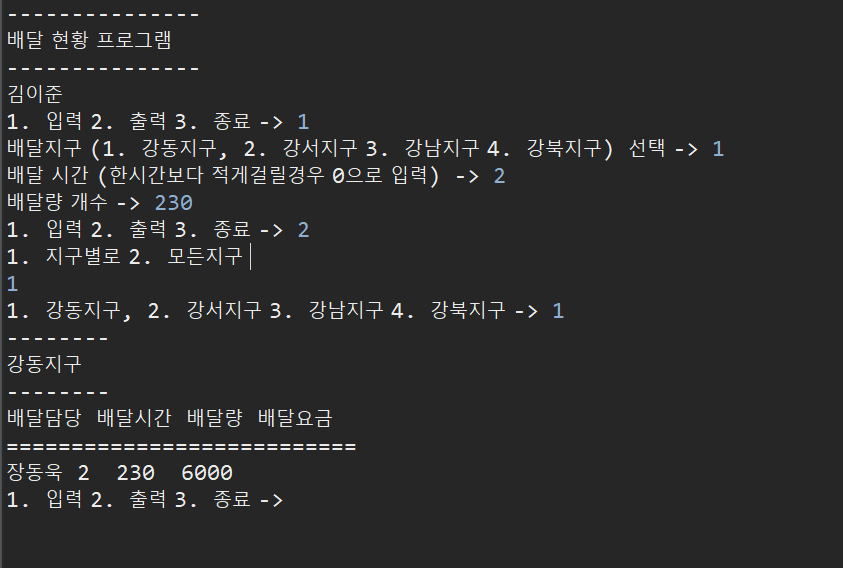 ---------------
배달 현황 프로그램
---------------
김이준
1. 입력 2. 출력 3. 종료 -> 1
배달지구 (1. 강동지구, 2. 강서지구 3. 강남지구 4. 강북지구) 선택 -> 1
배달 시간 (한시간보다 적게걸릴경우 0으로 입력) -> 2
배달량 개수 -> 230
1. 입력 2. 출력 3. 종료 -> 2
1. 지구별로 2. 모든지구
1
1. 강동지구, 2. 강서지구 3. 강남지구 4. 강북지구 -> 1
--------
강동지구
--------
배달담당 배달시간 배달량 배달요금
===========================
장동욱 2 230 6000
1. 입력 2. 출력 3. 종료 ->